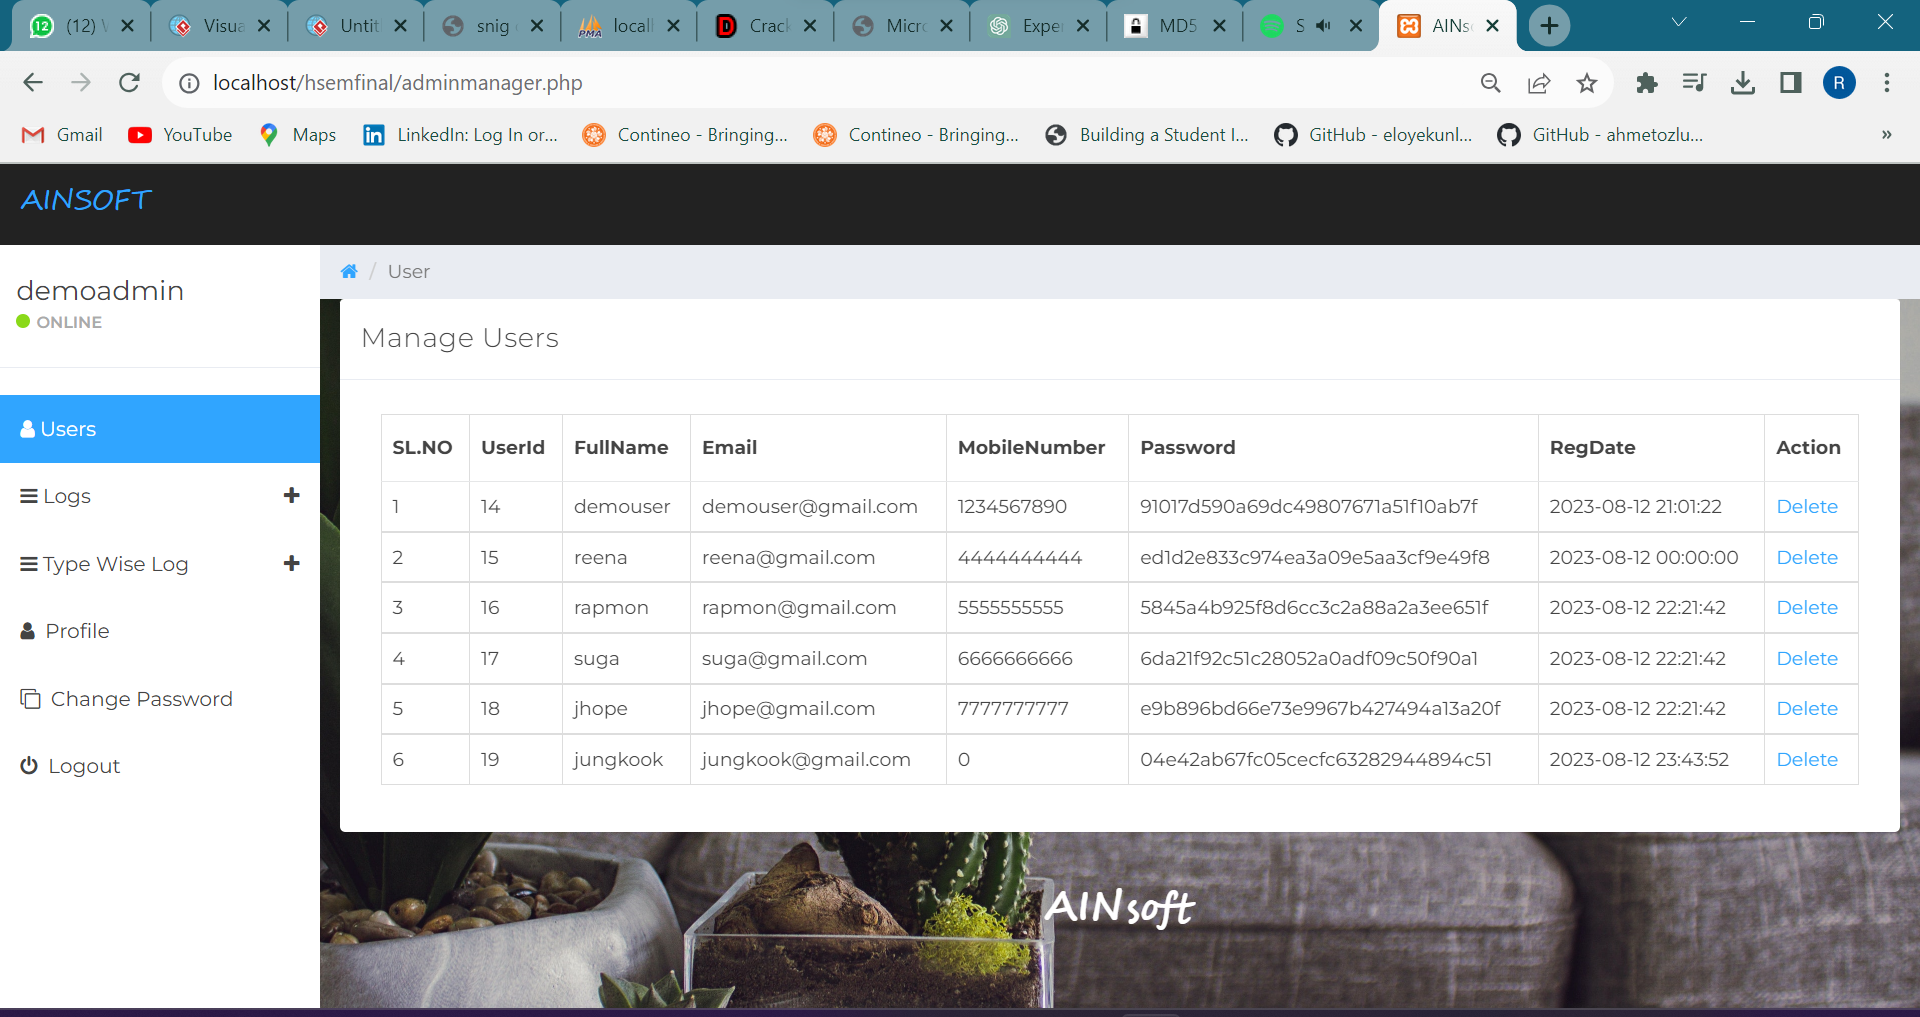 (12) W
Visua
Untit
snig
locall
Crack
Micro
Exper
MD5
S
AINs
localhost/hsemfinal/adminmanager.php
R
Gmail
YouTube
Maps
LinkedIn: Log In or...
Contineo - Bringing...
Contineo - Bringing...
Building a Student I...
GitHub - eloyekunl...
GitHub - ahmetozlu...
»
AINSOFT
demoadmin
ONLINE
/ User
Manage Users
Users
Logs +
Type Wise Log +
Profile
Change Password
Logout
SL.NO UserId FullName Email MobileNumber Password RegDate Action
1 14 demouser demouser@gmail.com 1234567890 91017d590a69dc49807671a51f10ab7f 2023-08-12 21:01:22 Delete
2 15 reena reena@gmail.com 4444444444 ed1d2e833c974ea3a09e5aa3cf9e49f8 2023-08-12 00:00:00 Delete
3 16 rapmon rapmon@gmail.com 5555555555 5845a4b925f8d6cc3c2a88a2a3ee651f 2023-08-12 22:21:42 Delete
4 17 suga suga@gmail.com 6666666666 6da21f92c51c28052a0adf09c50f90a1 2023-08-12 22:21:42 Delete
5 18 jhope jhope@gmail.com 7777777777 e9b896bd66e73e9967b427494a13a20f 2023-08-12 22:21:42 Delete
6 19 jungkook jungkook@gmail.com 0 04e42ab67fc05cecfc63282944894c51 2023-08-12 23:43:52 Delete
AINsoft